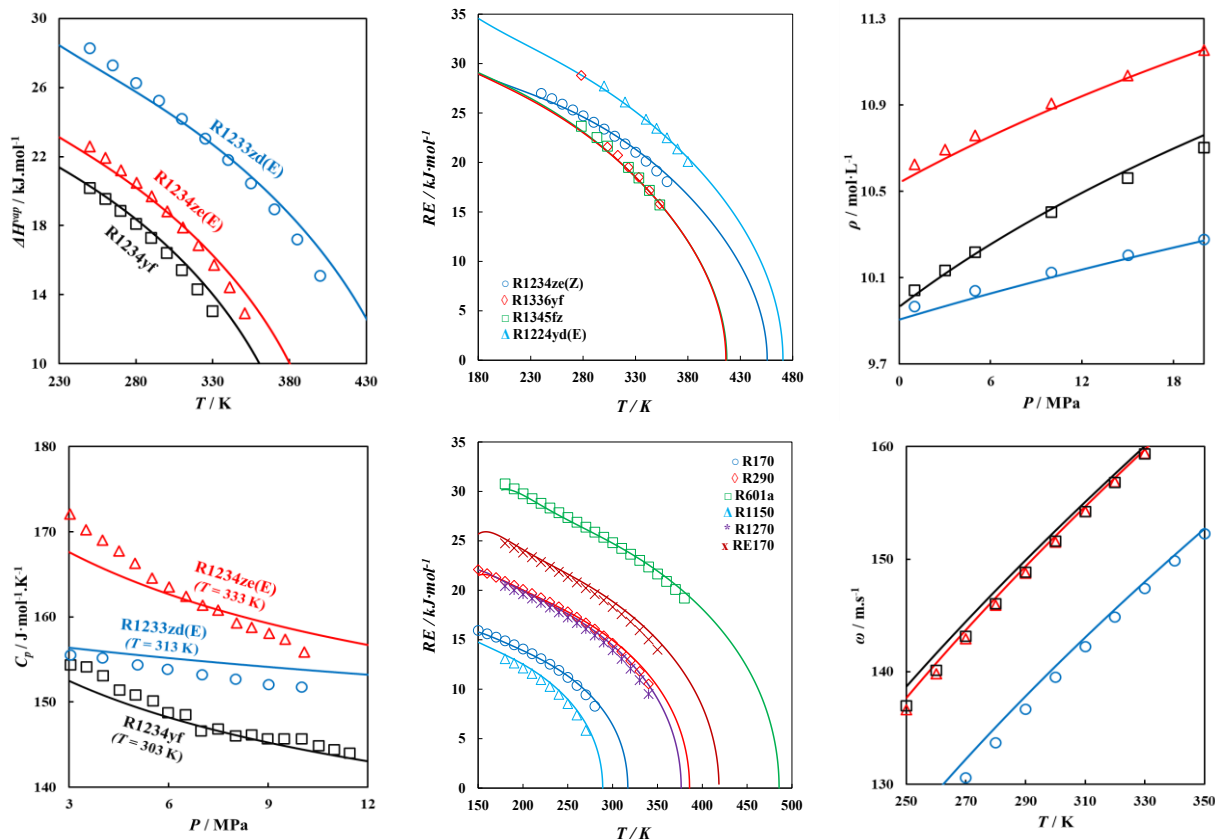 30
26
22
18
14
10
ΔHᵛᵃᵖ / kJ.mol⁻¹
R1233zd(E)
R1234ze(E)
R1234yf
230
280
330
380
430
T / K
35
30
25
20
15
10
5
0
RE / kJ·mol⁻¹
R1234ze(Z)
R1336yf
R1345fz
R1224yd(E)
180
230
280
330
380
430
480
T / K
11.3
10.9
10.5
10.1
9.7
ρ / mol·L⁻¹
0
6
12
18
P / MPa
180
170
160
150
140
Cₚ / J·mol⁻¹.K⁻¹
R1234ze(E)
(T = 333 K)
R1233zd(E)
(T = 313 K)
R1234yf
(T = 303 K)
3
6
9
12
P / MPa
35
30
25
20
15
10
5
0
RE / kJ·mol⁻¹
R170
R290
R601a
R1150
R1270
RE170
150
200
250
300
350
400
450
500
T / K
160
150
140
130
ω / m.s⁻¹
250
270
290
310
330
350
T / K